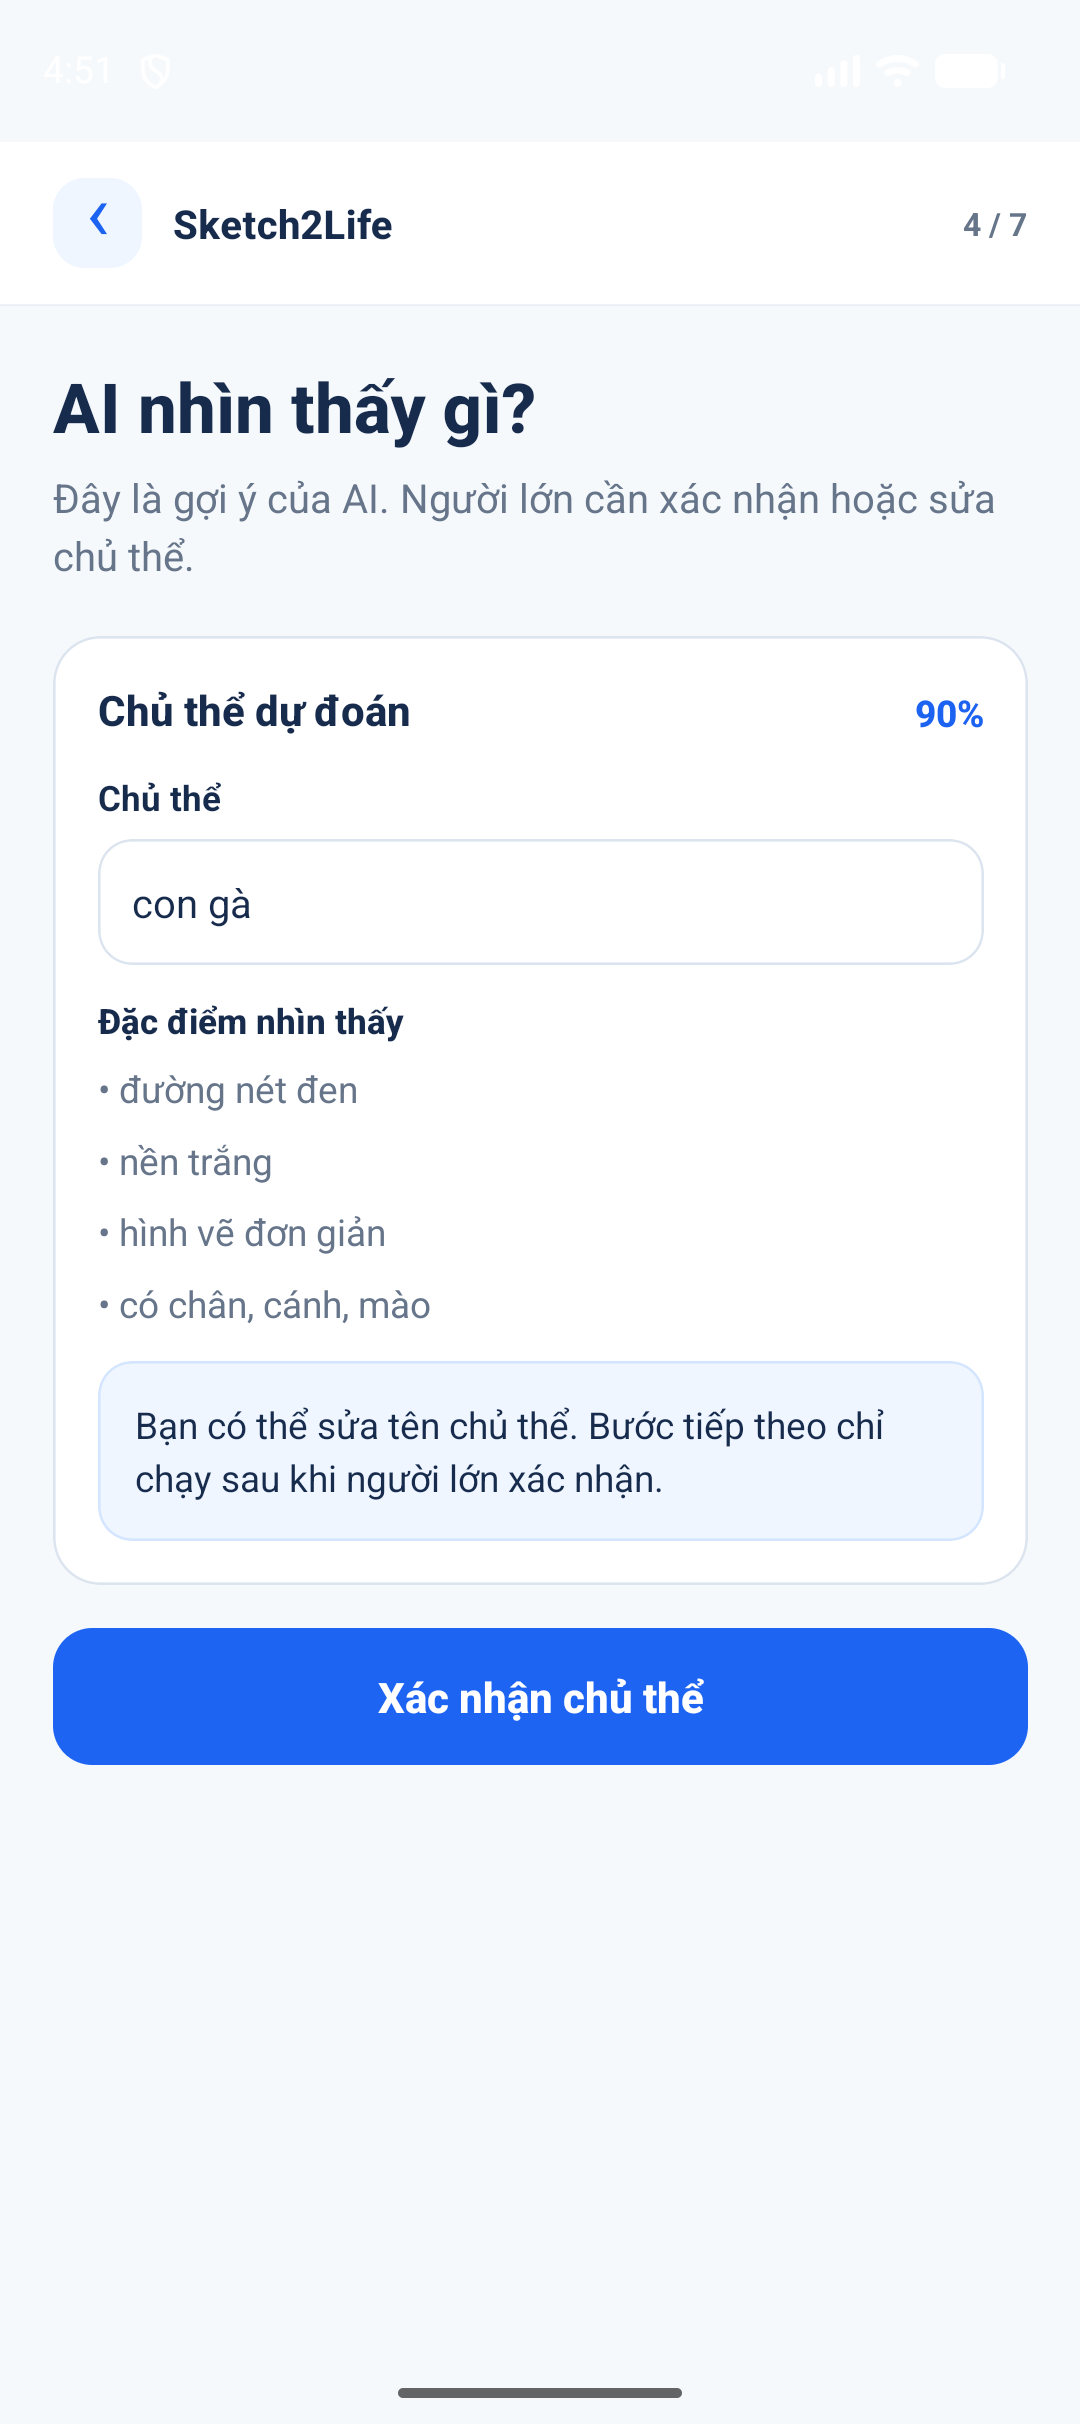 4:51
Sketch2Life
4 / 7
AI nhìn thấy gì?
Đây là gợi ý của AI. Người lớn cần xác nhận hoặc sửa
chủ thể.
Chủ thể dự đoán
90%
Chủ thể
con gà
Đặc điểm nhìn thấy
• đường nét đen
• nền trắng
• hình vẽ đơn giản
• có chân, cánh, mào
Bạn có thể sửa tên chủ thể. Bước tiếp theo chỉ
chạy sau khi người lớn xác nhận.
Xác nhận chủ thể